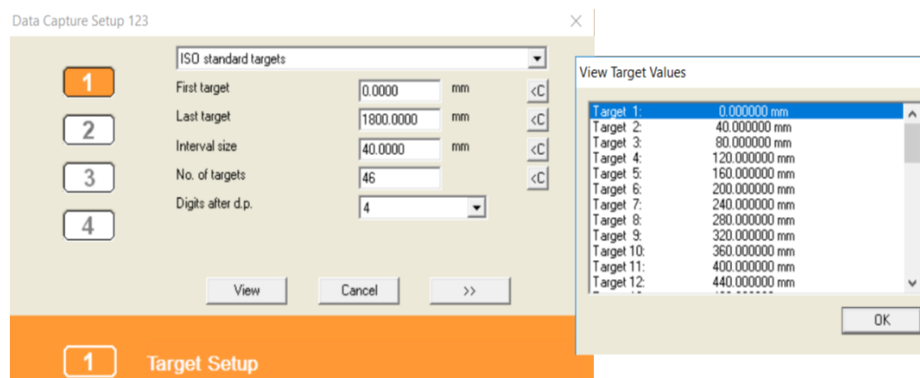 Data Capture Setup 123
ISO standard targets
1
First target 0.0000 mm <C
Last target 1800.0000 mm <C
2
Interval size 40.0000 mm <C
3
No. of targets 46 <C
Digits after d.p. 4
4
View Cancel >>
1 Target Setup
View Target Values
Target 1: 0.000000 mm
Target 2: 40.000000 mm
Target 3: 80.000000 mm
Target 4: 120.000000 mm
Target 5: 160.000000 mm
Target 6: 200.000000 mm
Target 7: 240.000000 mm
Target 8: 280.000000 mm
Target 9: 320.000000 mm
Target 10: 360.000000 mm
Target 11: 400.000000 mm
Target 12: 440.000000 mm
OK